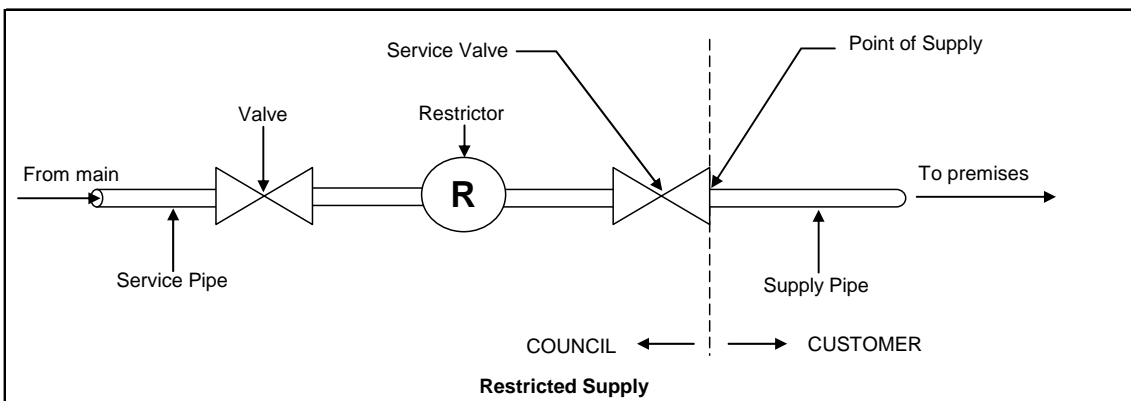 Point of Supply
Service Valve
Valve
Restrictor
From main
R
To premises
Service Pipe
Supply Pipe
COUNCIL
CUSTOMER
Restricted Supply